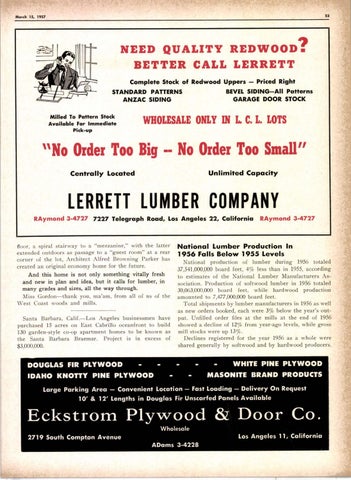 March 15, 1957
53
NEED QUALITY REDWOOD?
BETTER CALL LERRETT
Complete Stock of Redwood Uppers — Priced Right
STANDARD PATTERNS
ANZAC SIDING
BEVEL SIDING—All Patterns
GARAGE DOOR STOCK
Milled To Pattern Stock
Available For Immediate
Pick-up
WHOLESALE ONLY IN L. C. L. LOTS
"No Order Too Big -- No Order Too Small"
Centrally Located
Unlimited Capacity
LERRETT LUMBER COMPANY
RAymond 3-4727 7227 Telegraph Road, Los Angeles 22, California RAymond 3-4727
floor, a spiral stairway to a "mezzanine," with the latter
extended outdoors as passage to a "guest room" at a rear
corner of the lot, Architect Alfred Browning Parker has
created an original economy home for the future.
And this home is not only something vitally fresh
and new in plan and idea, but it calls for lumber, in
many grades and sizes, all the way through.
Miss Gordon—thank you, ma'am, from all of us of the
West Coast woods and mills.
Santa Barbara, Calif.—Los Angeles businessmen have
purchased 15 acres on East Cabrillo oceanfront to build
130 garden-style co-op apartment homes to be known as
the Santa Barbara Braemar. Project is in excess of
$3,000,000.
National Lumber Production In
1956 Falls Below 1955 Levels
National production of lumber during 1956 totaled
37,541,000,000 board feet, 4% less than in 1955, according
to estimates of the National Lumber Manufacturers As-
sociation. Production of softwood lumber in 1956 totaled
30,063,000,000 board feet, while hardwood production
amounted to 7,477,000,000 board feet.
Total shipments by lumber manufacturers in 1956 as well
as new orders booked, each were 3% below the year's out-
put. Unfilled order files at the mills at the end of 1956
showed a decline of 12% from year-ago levels, while gross
mill stocks were up 13%.
Declines registered for the year 1956 as a whole were
shared generally by softwood and by hardwood producers.
DOUGLAS FIR PLYWOOD - - - - - WHITE PINE PLYWOOD
IDAHO KNOTTY PINE PLYWOOD - - MASONITE BRAND PRODUCTS
Large Parking Area — Convenient Location — Fast Loading — Delivery On Request
10' & 12' Lengths in Douglas Fir Unscarfed Panels Available
Eckstrom Plywood & Door Co.
Wholesale
2719 South Compton Avenue
Los Angeles 11, California
ADams 3-4228